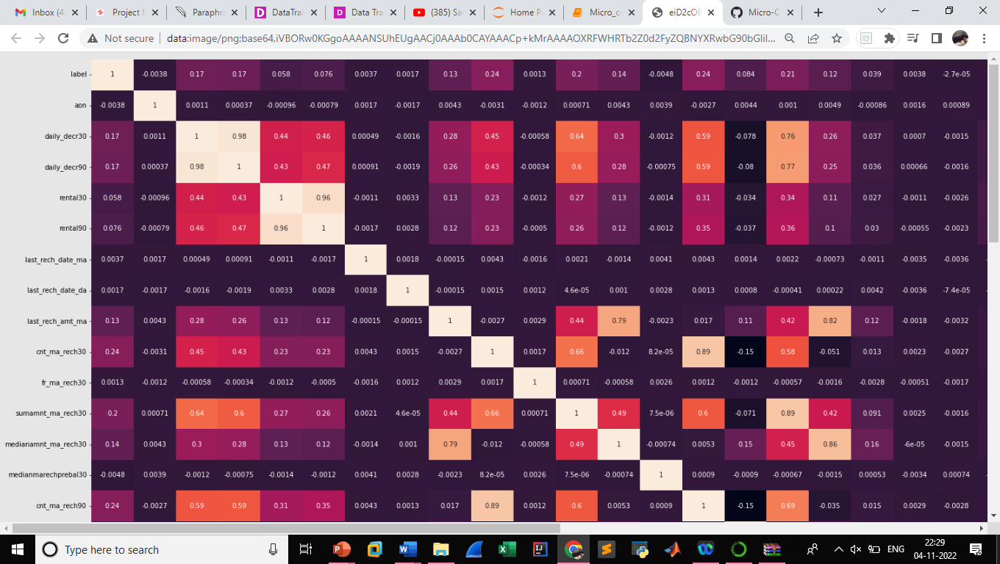 Inbox (4
Project M
Paraphra
DataTrai
Data Tra
(385) Sa
Home P
Micro_cr
eiD2cOE
Micro-C
Not secure | data:image/png;base64,iVBORw0KGgoAAAANSUhEUgAACj0AAAb0CAYAAAACp+kMrAAAAOXRFWHRTb2Z0d2FyZQBNYXRwbG90bGliI...
label 1 -0.0038 0.17 0.17 0.058 0.076 0.0037 0.0017 0.13 0.24 0.0013 0.2 0.14 -0.0048 0.24 0.084 0.21 0.12 0.039 0.0038 -2.7e-05
aon -0.0038 1 0.0011 0.00037 -0.00096 -0.00079 0.0017 -0.0017 0.0043 -0.0031 -0.0012 0.00071 0.0043 0.0039 -0.0027 0.0044 0.001 0.0049 -0.00086 0.0016 0.00089
daily_decr30 0.17 0.0011 1 0.98 0.44 0.46 0.00049 -0.0016 0.28 0.45 -0.00058 0.64 0.3 -0.0012 0.59 -0.078 0.76 0.26 0.037 0.0007 -0.0015
daily_decr90 0.17 0.00037 0.98 1 0.43 0.47 0.00091 -0.0019 0.26 0.43 -0.00034 0.6 0.28 -0.00075 0.59 -0.08 0.77 0.25 0.036 0.00066 -0.0016
rental30 0.058 -0.00096 0.44 0.43 1 0.96 -0.0011 0.0033 0.13 0.23 -0.0012 0.27 0.13 -0.0014 0.31 -0.034 0.34 0.11 0.027 -0.0011 -0.0026
rental90 0.076 -0.00079 0.46 0.47 0.96 1 -0.0017 0.0028 0.12 0.23 -0.0005 0.26 0.12 -0.0012 0.35 -0.037 0.36 0.1 0.03 -0.00055 -0.0023
last_rech_date_ma 0.0037 0.0017 0.00049 0.00091 -0.0011 -0.0017 1 0.0018 -0.00015 0.0043 -0.0016 0.0021 -0.0014 0.0041 0.0043 0.0014 0.0022 -0.00073 -0.0011 -0.0035 -0.0036
last_rech_date_da 0.0017 -0.0017 -0.0016 -0.0019 0.0033 0.0028 0.0018 1 -0.00015 0.0015 0.0012 4.6e-05 0.001 0.0028 0.0013 0.0008 -0.00041 0.00022 0.0042 -0.0036 -7.4e-05
last_rech_amt_ma 0.13 0.0043 0.28 0.26 0.13 0.12 -0.00015 -0.00015 1 -0.0027 0.0029 0.44 0.79 -0.0023 0.017 0.11 0.42 0.82 0.12 -0.0018 -0.0032
cnt_ma_rech30 0.24 -0.0031 0.45 0.43 0.23 0.23 0.0043 0.0015 -0.0027 1 0.0017 0.66 -0.012 8.2e-05 0.89 -0.15 0.58 -0.051 0.013 0.0023 -0.0027
fr_ma_rech30 0.0013 -0.0012 -0.00058 -0.00034 -0.0012 -0.0005 -0.0016 0.0012 0.0029 0.0017 1 0.00071 -0.00058 0.0026 0.0012 -0.0012 -0.00057 -0.0016 -0.0028 -0.00051 -0.0017
sumamnt_ma_rech30 0.2 0.00071 0.64 0.6 0.27 0.26 0.0021 4.6e-05 0.44 0.66 0.00071 1 0.49 7.5e-06 0.6 -0.071 0.89 0.42 0.091 0.0025 -0.0016
medianamnt_ma_rech30 0.14 0.0043 0.3 0.28 0.13 0.12 -0.0014 0.001 0.79 -0.012 -0.00058 0.49 1 -0.00074 0.0053 0.15 0.45 0.86 0.16 -6e-05 -0.0015
medianmarechprebal30 -0.0048 0.0039 -0.0012 -0.00075 -0.0014 -0.0012 0.0041 0.0028 -0.0023 8.2e-05 0.0026 7.5e-06 -0.00074 1 0.0009 -0.0009 -0.00067 -0.0015 0.00053 -0.0034 0.00074
cnt_ma_rech90 0.24 -0.0027 0.59 0.59 0.31 0.35 0.0043 0.0013 0.017 0.89 0.0012 0.6 0.0053 0.0009 1 -0.15 0.69 -0.035 0.015 0.0029 -0.0028
Type here to search
ENG
22:29
04-11-2022